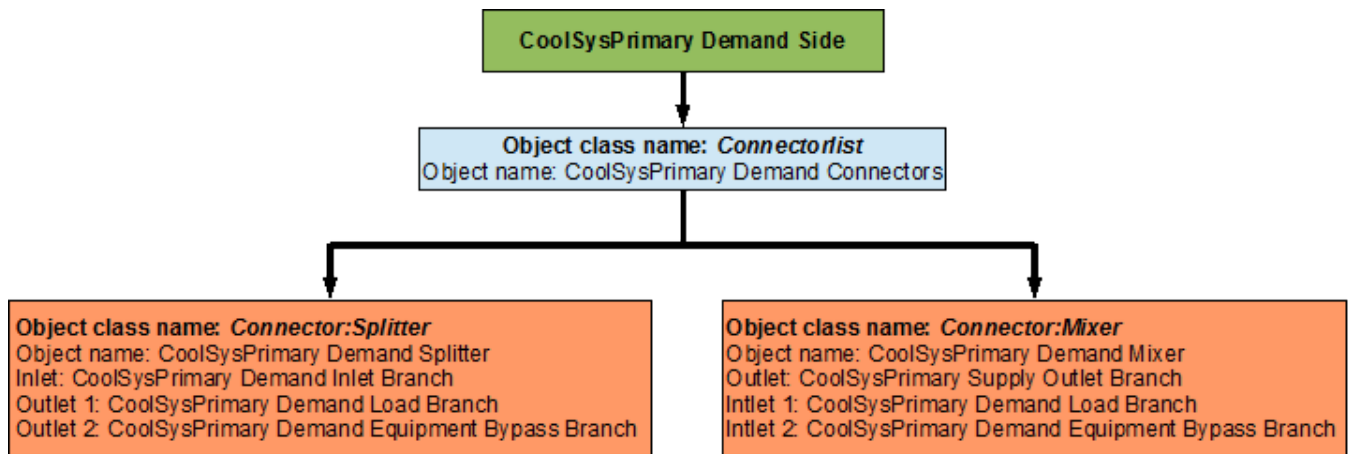 CoolSysPrimary Demand Side
Object class name: Connectorlist
Object name: CoolSysPrimary Demand Connectors
Object class name: Connector:Splitter
Object name: CoolSysPrimary Demand Splitter
Inlet: CoolSysPrimary Demand Inlet Branch
Outlet 1: CoolSysPrimary Demand Load Branch
Outlet 2: CoolSysPrimary Demand Equipment Bypass Branch
Object class name: Connector:Mixer
Object name: CoolSysPrimary Demand Mixer
Outlet: CoolSysPrimary Supply Outlet Branch
Intlet 1: CoolSysPrimary Demand Load Branch
Intlet 2: CoolSysPrimary Demand Equipment Bypass Branch